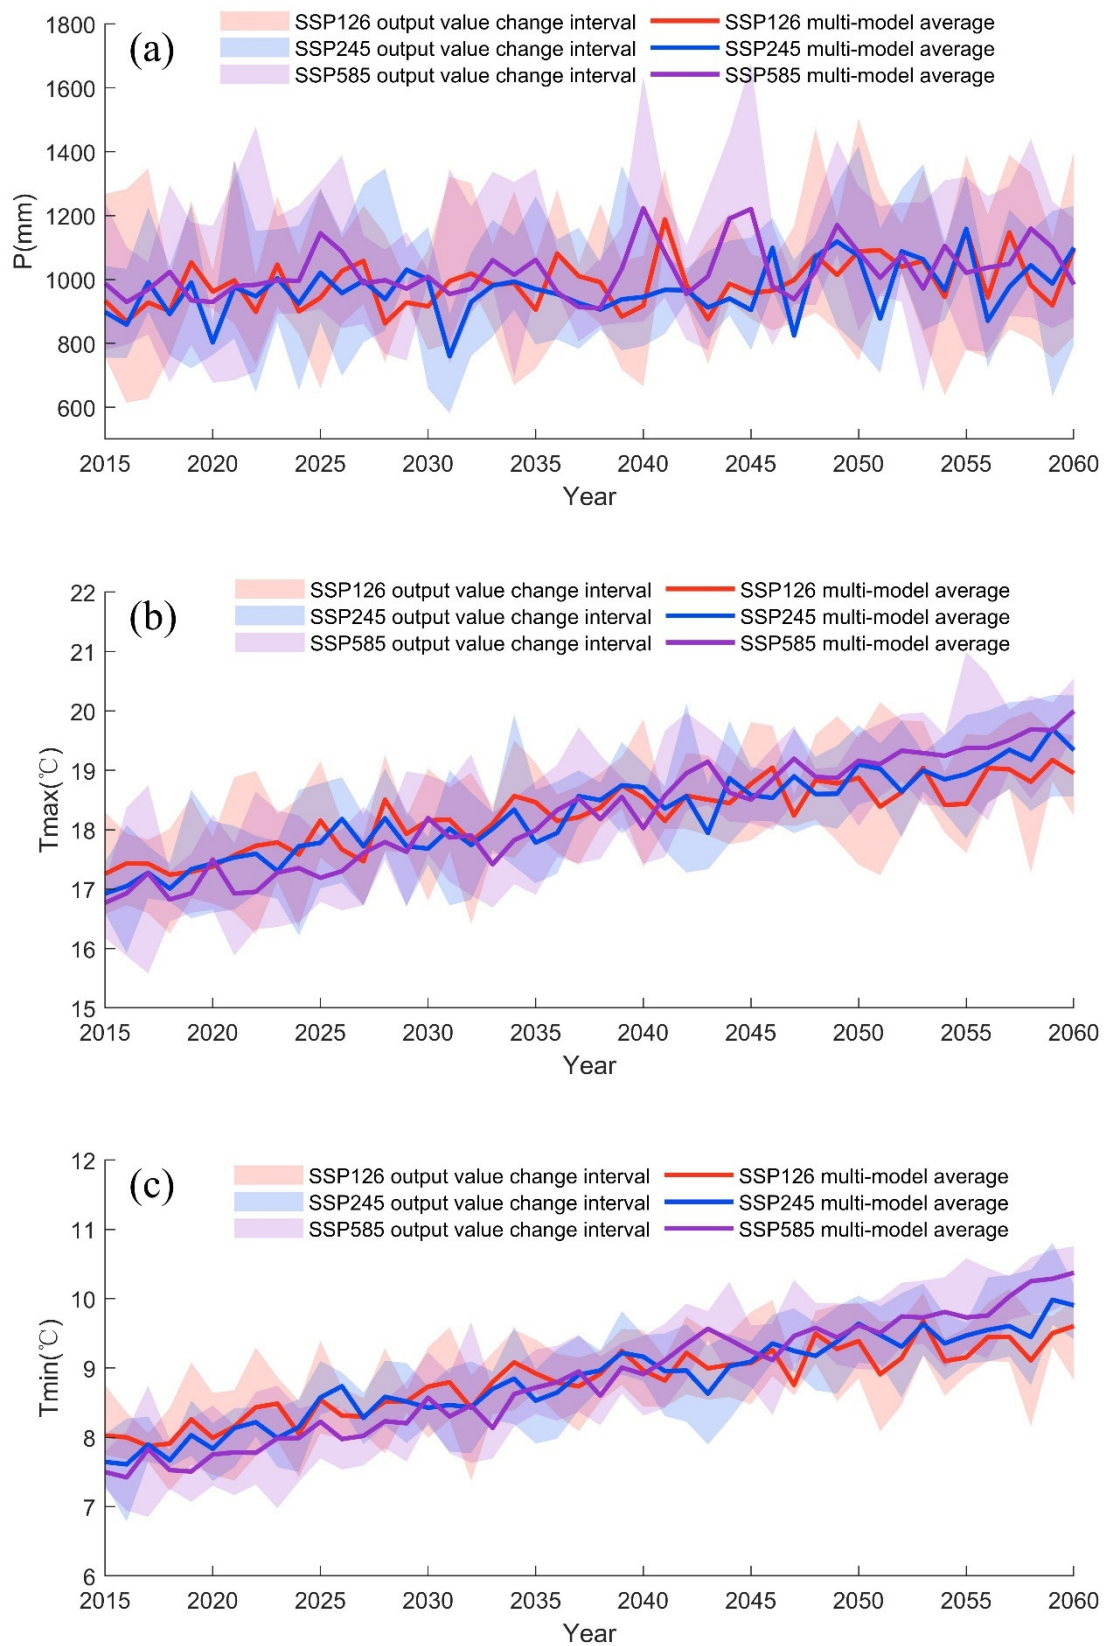 (a)
SSP126 output value change interval SSP126 multi-model average
SSP245 output value change interval SSP245 multi-model average
SSP585 output value change interval SSP585 multi-model average
P(mm)
1800
1600
1400
1200
1000
800
600
2015 2020 2025 2030 2035 2040 2045 2050 2055 2060
Year
(b)
SSP126 output value change interval SSP126 multi-model average
SSP245 output value change interval SSP245 multi-model average
SSP585 output value change interval SSP585 multi-model average
Tmax(℃)
22
21
20
19
18
17
16
15
2015 2020 2025 2030 2035 2040 2045 2050 2055 2060
Year
(c)
SSP126 output value change interval SSP126 multi-model average
SSP245 output value change interval SSP245 multi-model average
SSP585 output value change interval SSP585 multi-model average
Tmin(℃)
12
11
10
9
8
7
6
2015 2020 2025 2030 2035 2040 2045 2050 2055 2060
Year